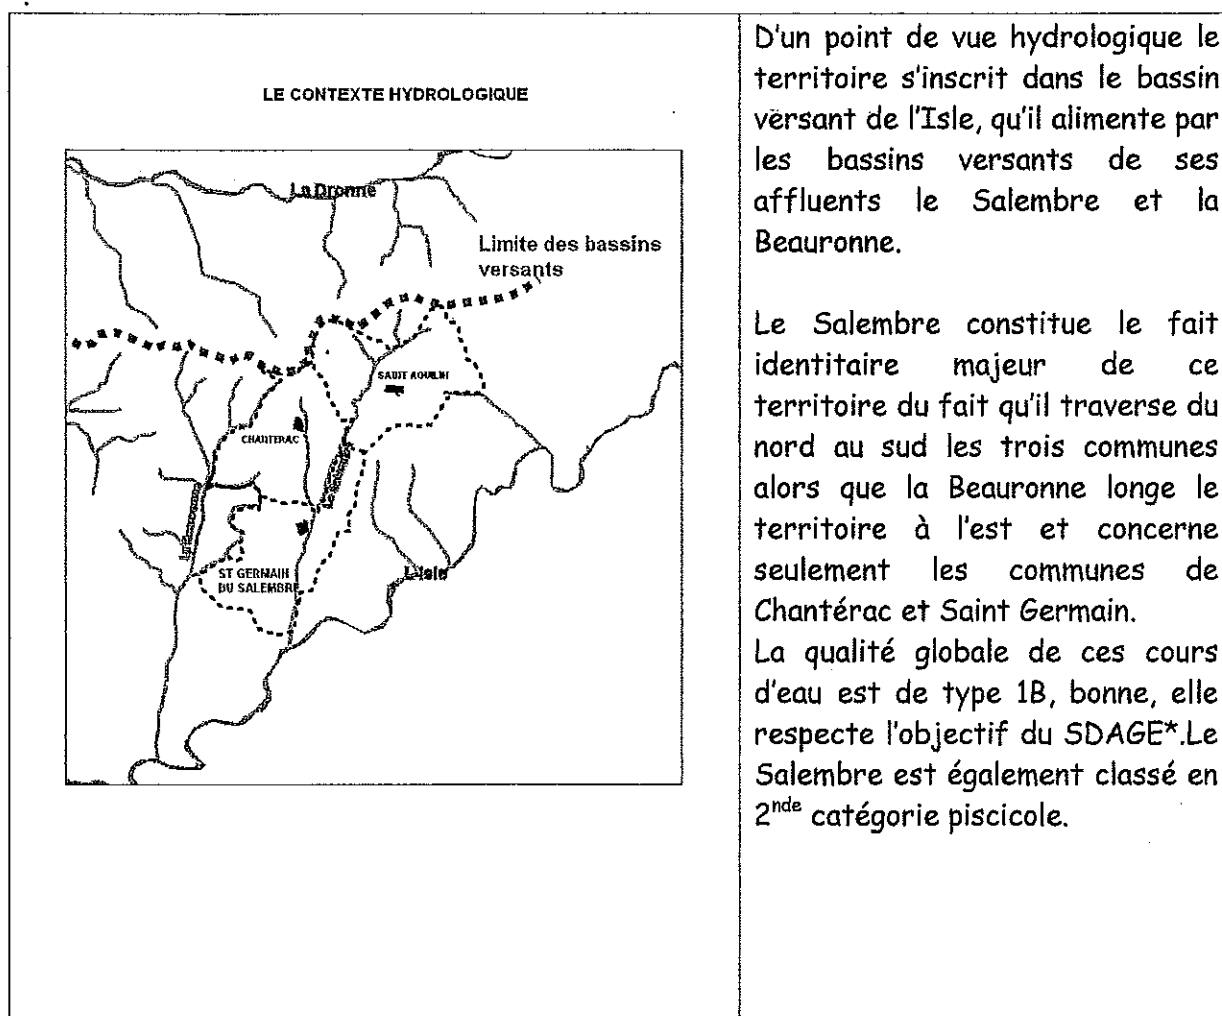 LE CONTEXTE HYDROLOGIQUE
La Dronne
Limite des bassins
versants
SAINT AQUILIN
CHANTERAC
ST GERMAIN
DU SALEMBRE
L'Isle
D'un point de vue hydrologique le
territoire s'inscrit dans le bassin
versant de l'Isle, qu'il alimente par
les bassins versants de ses
affluents le Salembre et la
Beauronne.
Le Salembre constitue le fait
identitaire majeur de ce
territoire du fait qu'il traverse du
nord au sud les trois communes
alors que la Beauronne longe le
territoire à l'est et concerne
seulement les communes de
Chantérac et Saint Germain.
La qualité globale de ces cours
d'eau est de type 1B, bonne, elle
respecte l'objectif du SDAGE*.Le
Salembre est également classé en
2nde catégorie piscicole.